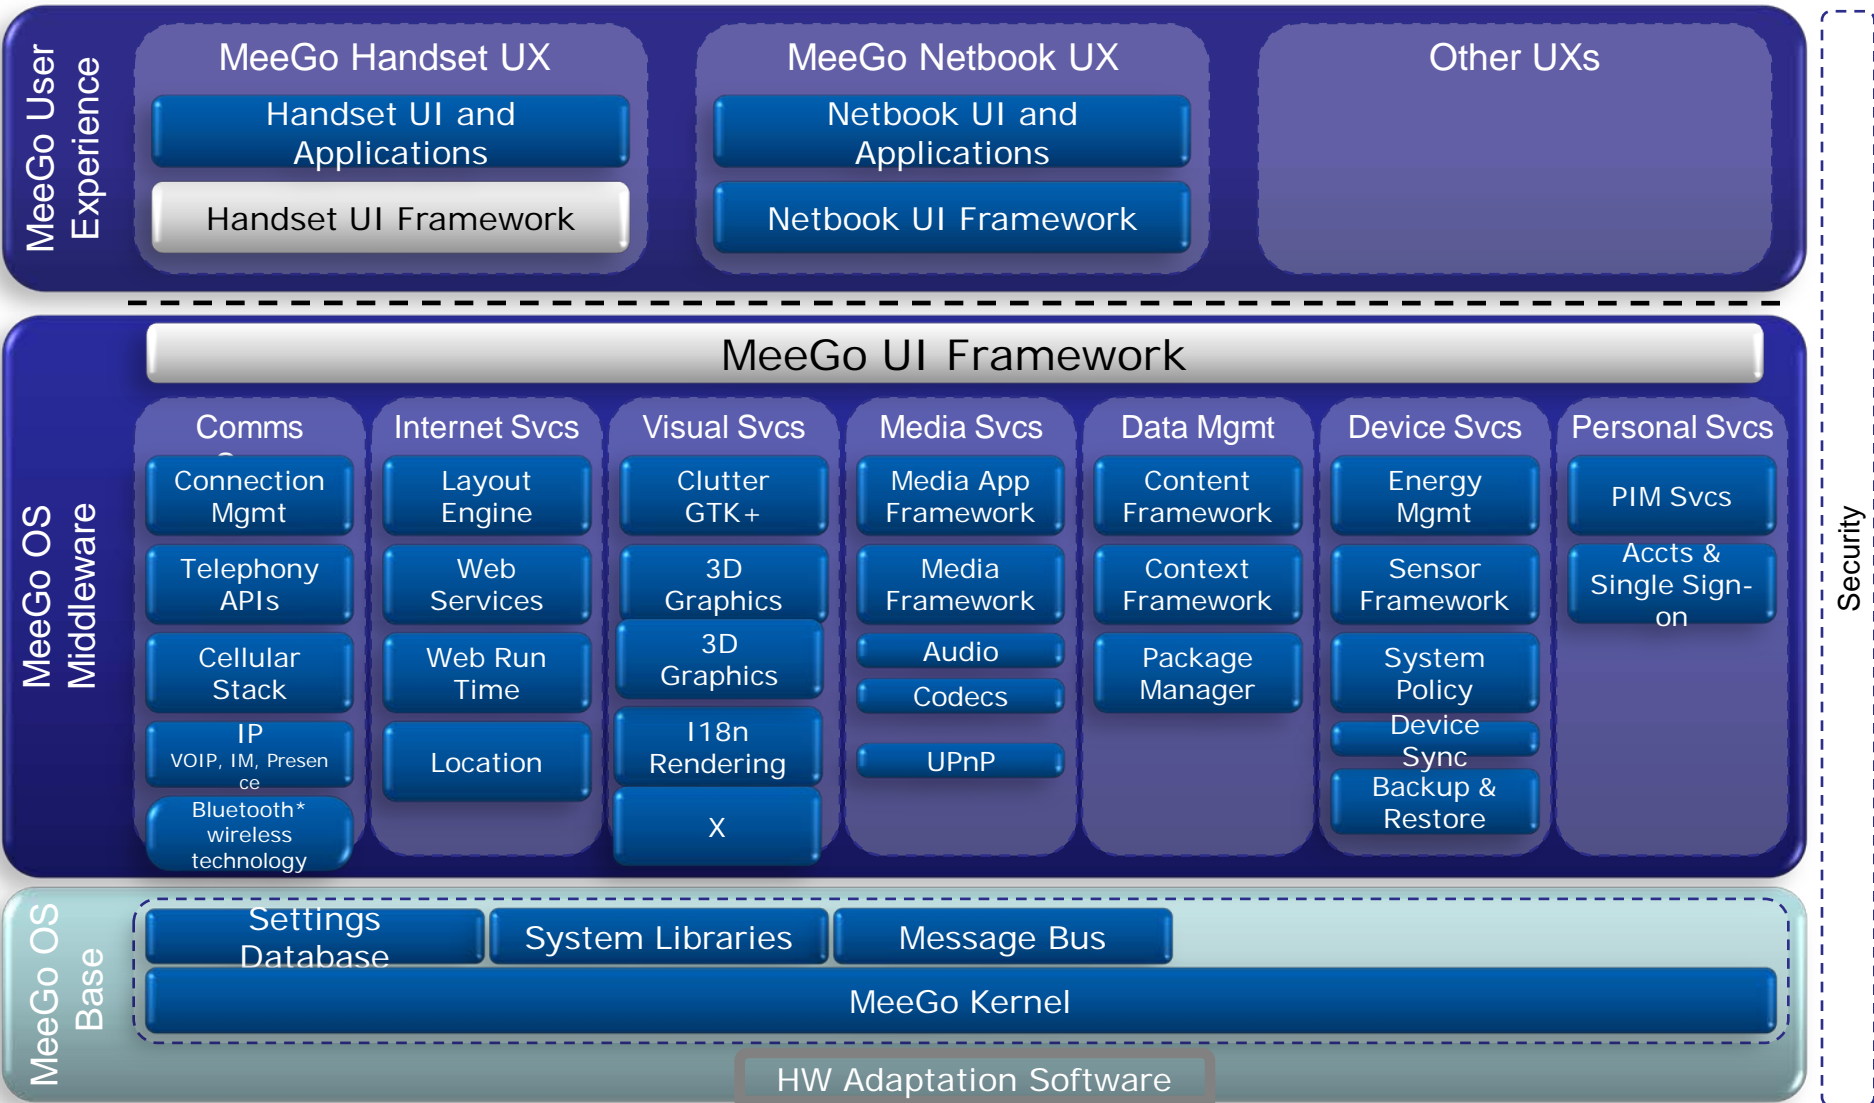 MeeGo User
Experience
MeeGo Handset UX
Handset UI and
Applications
Handset UI Framework
MeeGo Netbook UX
Netbook UI and
Applications
Netbook UI Framework
Other UXs
MeeGo OS
Middleware
MeeGo UI Framework
Comms
Connection
Mgmt
Telephony
APIs
Cellular
Stack
IP
VOIP, IM, Presen
ce
Bluetooth*
wireless
technology
Internet Svcs
Layout
Engine
Web
Services
Web Run
Time
Location
Visual Svcs
Clutter
GTK+
3D
Graphics
3D
Graphics
I18n
Rendering
X
Media Svcs
Media App
Framework
Media
Framework
Audio
Codecs
UPnP
Data Mgmt
Content
Framework
Context
Framework
Package
Manager
Device Svcs
Energy
Mgmt
Sensor
Framework
System
Policy
Device
Sync
Backup &
Restore
Personal Svcs
PIM Svcs
Accts &
Single Sign-
on
MeeGo OS
Base
Settings
Database
System Libraries
Message Bus
MeeGo Kernel
HW Adaptation Software
Security